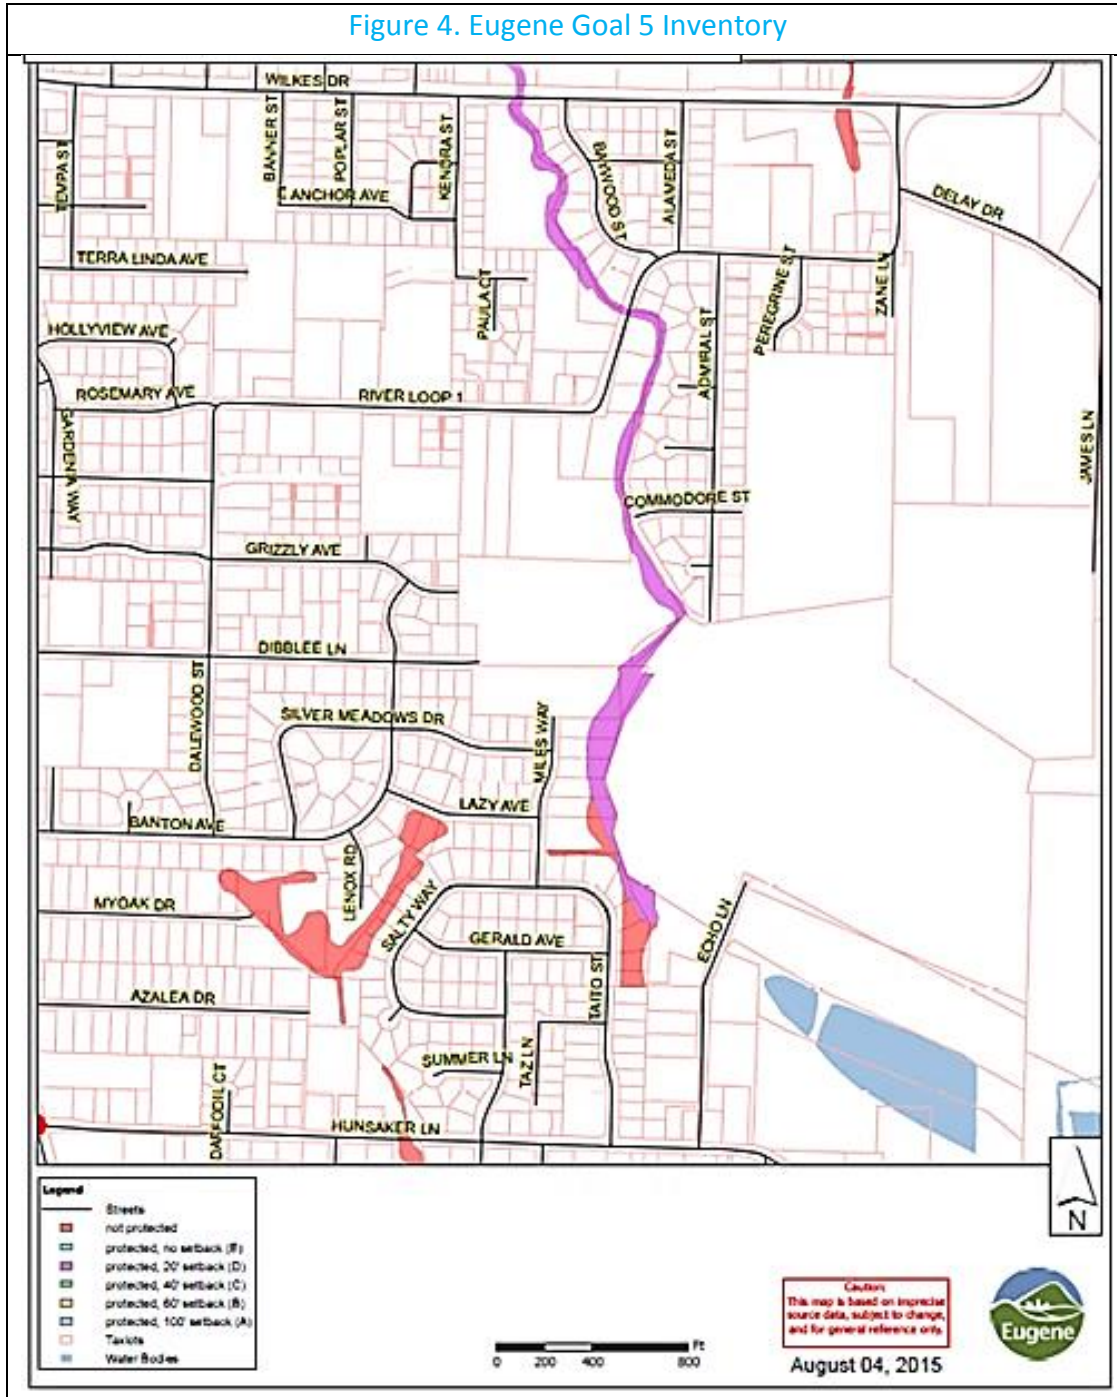 Figure 4. Eugene Goal 5 Inventory
WILKES DR
BANNER ST
POPLAR ST
KENDRA ST
TEMPA ST
E ANCHOR AVE
BAYWOOD ST
ALAMEDA ST
DELAY DR
TERRA LINDA AVE
PAULA CT
PEREGRINE ST
ZANE LN
HOLLYVIEW AVE
ADMIRAL ST
ROSEMARY AVE
RIVER LOOP 1
GARDENIA WAY
JAMES LN
COMMODORE ST
GRIZZLY AVE
DIBBLEE LN
DALEWOOD ST
SILVER MEADOWS DR
MILES WAY
LAZY AVE
BANTON AVE
LENOX RD
MYOAK DR
SALTY WAY
GERALD AVE
ECHO LN
TAITO ST
AZALEA DR
SUMMER LN
TAZ LN
DAFFODIL CT
HUNSAKER LN
N
Legend
Streets
not protected
protected, no setback (E)
protected, 20' setback (D)
protected, 40' setback (C)
protected, 60' setback (B)
protected, 100' setback (A)
Taxlots
Water Bodies
Ft
0 200 400 800
Caution:
This map is based on imprecise
source data, subject to change,
and for general reference only.
Eugene
August 04, 2015